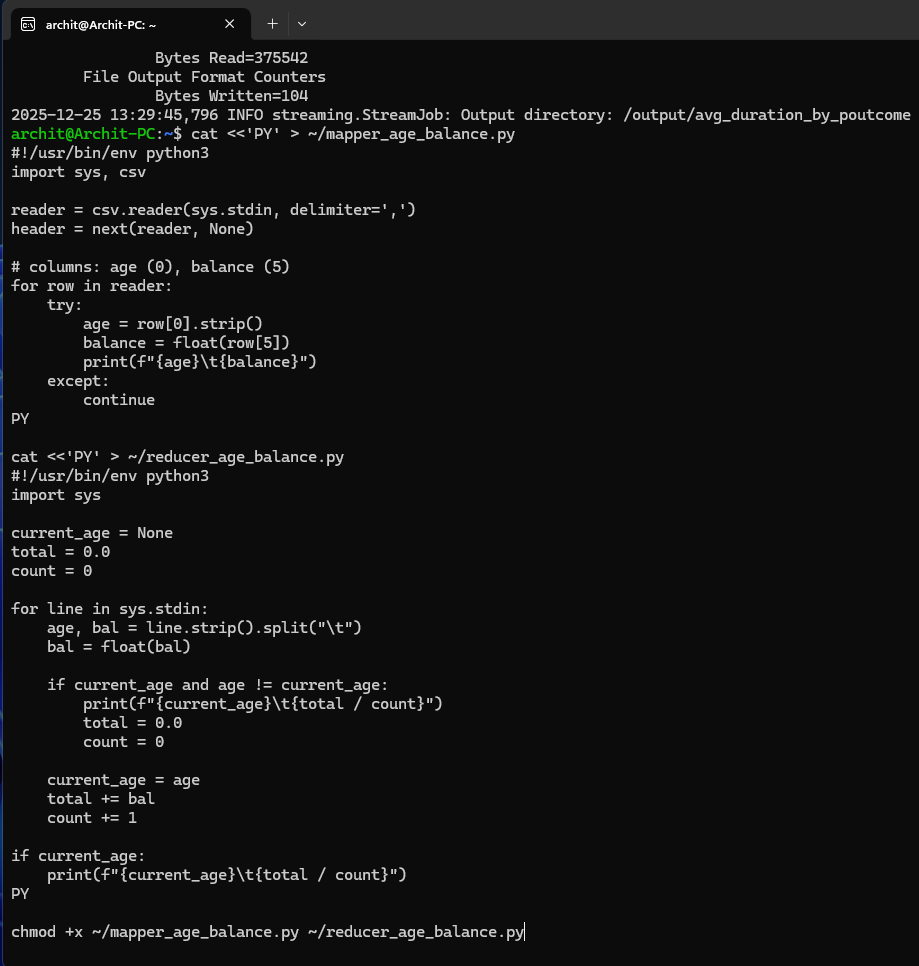 archit@Archit-PC: ~
Bytes Read=375542
File Output Format Counters
Bytes Written=104
2025-12-25 13:29:45,796 INFO streaming.StreamJob: Output directory: /output/avg_duration_by_poutcome
archit@Archit-PC:~$ cat <<'PY' > ~/mapper_age_balance.py
#!/usr/bin/env python3
import sys, csv

reader = csv.reader(sys.stdin, delimiter=',')
header = next(reader, None)

# columns: age (0), balance (5)
for row in reader:
    try:
        age = row[0].strip()
        balance = float(row[5])
        print(f"{age}\t{balance}")
    except:
        continue
PY

cat <<'PY' > ~/reducer_age_balance.py
#!/usr/bin/env python3
import sys

current_age = None
total = 0.0
count = 0

for line in sys.stdin:
    age, bal = line.strip().split("\t")
    bal = float(bal)

    if current_age and age != current_age:
        print(f"{current_age}\t{total / count}")
        total = 0.0
        count = 0

    current_age = age
    total += bal
    count += 1

if current_age:
    print(f"{current_age}\t{total / count}")
PY

chmod +x ~/mapper_age_balance.py ~/reducer_age_balance.py